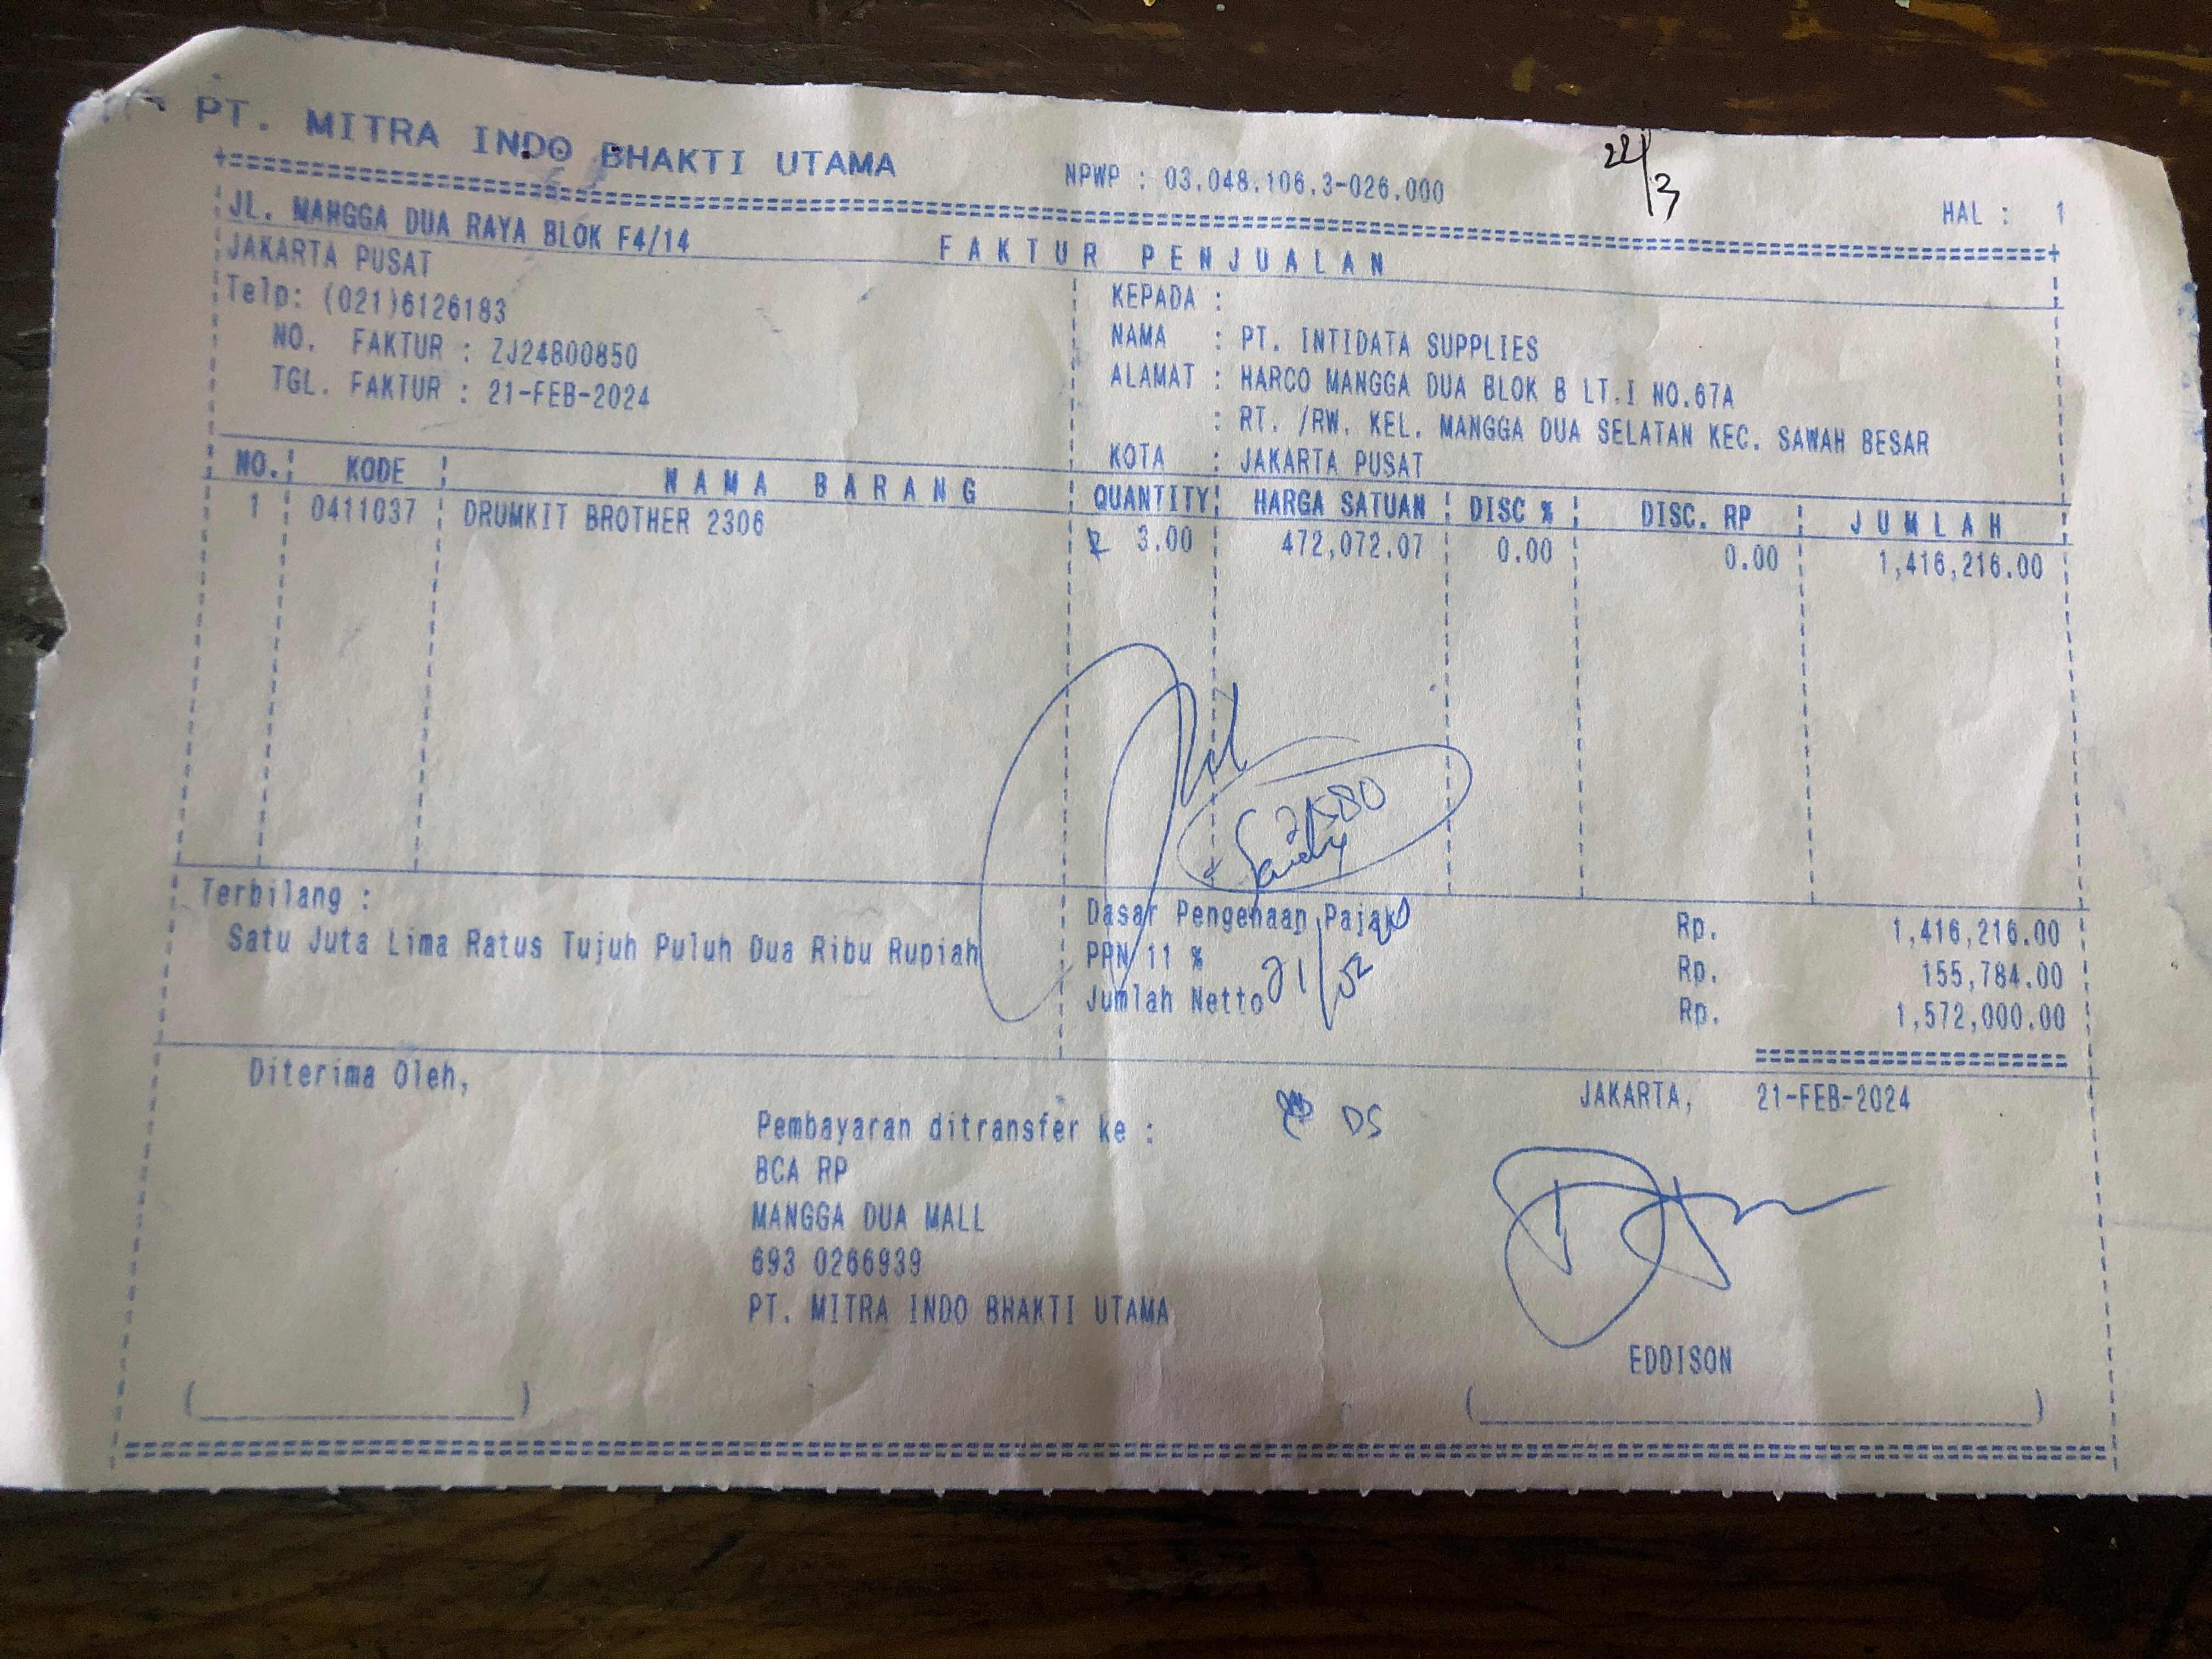 PT. MITRA INDO BHAKTI UTAMA
NPWP : 03.048.106.3-026.000
22/3
HAL : 1
JL. MANGGA DUA RAYA BLOK F4/14
JAKARTA PUSAT
Telp: (021)6126183
NO. FAKTUR : ZJ24B00850
TGL. FAKTUR : 21-FEB-2024
FAKTUR PENJUALAN
KEPADA :
NAMA : PT. INTIDATA SUPPLIES
ALAMAT : HARCO MANGGA DUA BLOK B LT.I NO.67A
: RT. /RW. KEL. MANGGA DUA SELATAN KEC. SAWAH BESAR
KOTA : JAKARTA PUSAT
NO. KODE NAMA BARANG QUANTITY HARGA SATUAN DISC % DISC. RP JUMLAH
1 0411037 DRUMKIT BROTHER 2306 3.00 472,072.07 0.00 0.00 1,416,216.00
Terbilang :
Satu Juta Lima Ratus Tujuh Puluh Dua Ribu Rupiah
Dasar Pengenaan Pajak Rp. 1,416,216.00
PPN 11 % Rp. 155,784.00
Jumlah Netto Rp. 1,572,000.00
21/02
Diterima Oleh,
Pembayaran ditransfer ke :
BCA RP
MANGGA DUA MALL
693 0266939
PT. MITRA INDO BHAKTI UTAMA
DS
JAKARTA, 21-FEB-2024
EDDISON